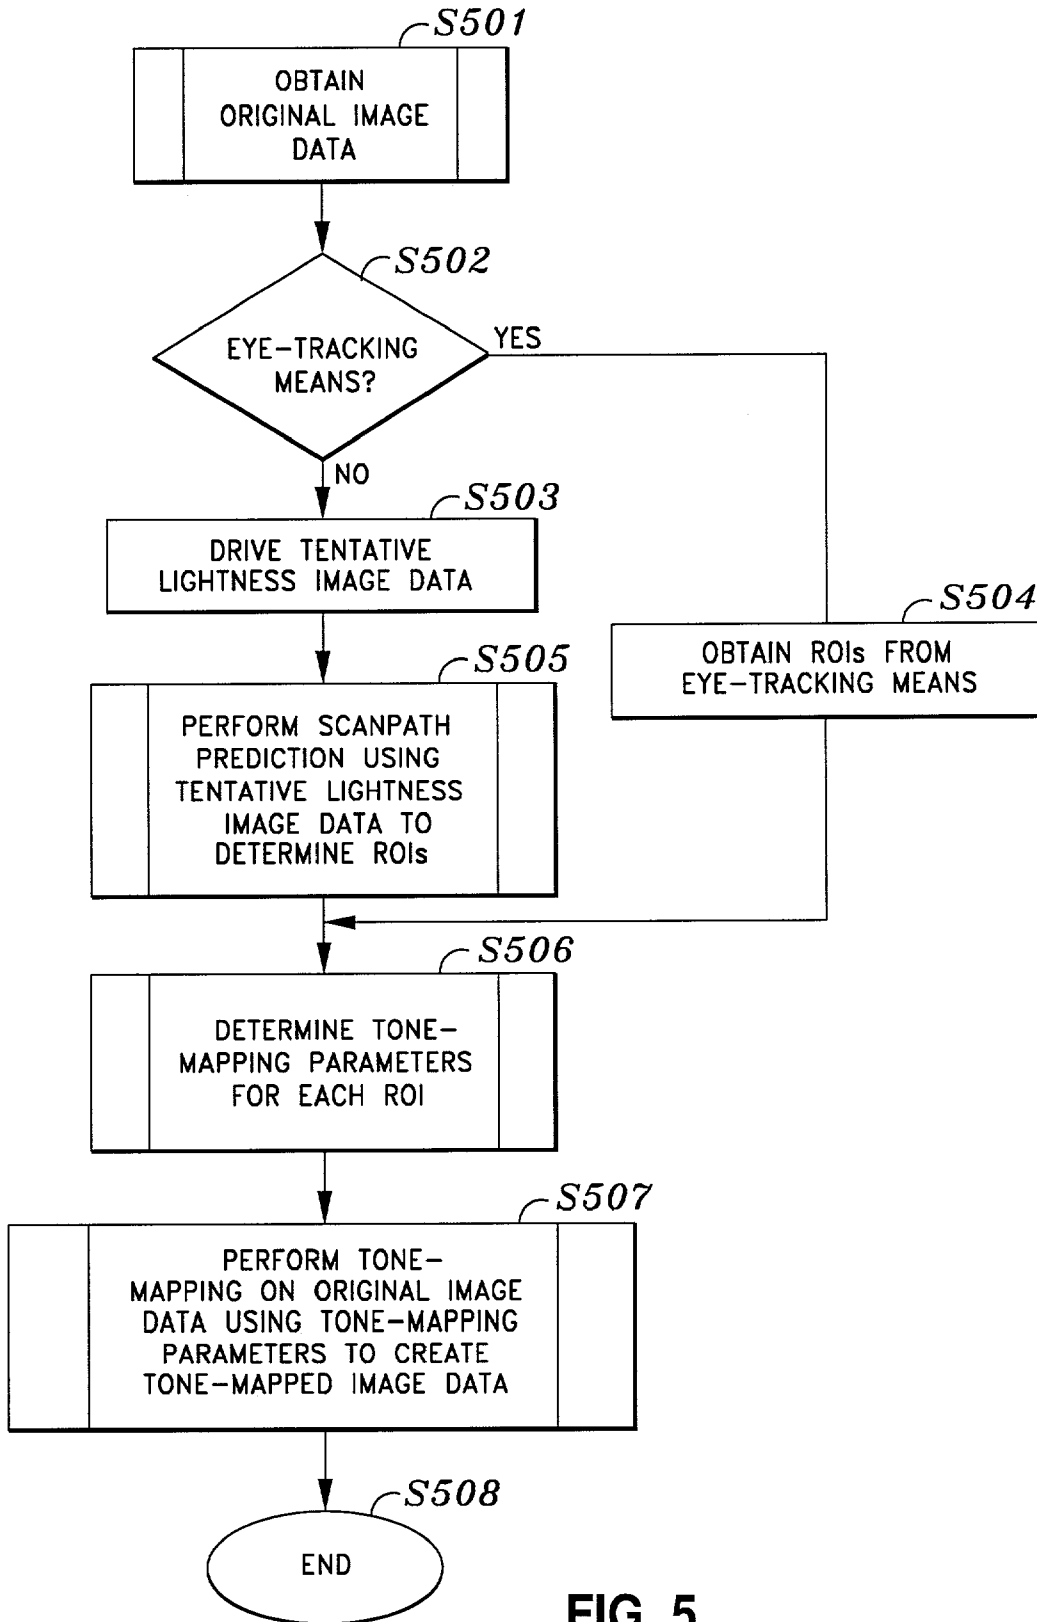 S501
OBTAIN
ORIGINAL IMAGE
DATA
S502
EYE-TRACKING
MEANS?
YES
NO
S503
DRIVE TENTATIVE
LIGHTNESS IMAGE DATA
S504
OBTAIN ROIs FROM
EYE-TRACKING MEANS
S505
PERFORM SCANPATH
PREDICTION USING
TENTATIVE LIGHTNESS
IMAGE DATA TO
DETERMINE ROIs
S506
DETERMINE TONE-
MAPPING PARAMETERS
FOR EACH ROI
S507
PERFORM TONE-
MAPPING ON ORIGINAL IMAGE
DATA USING TONE-MAPPING
PARAMETERS TO CREATE
TONE-MAPPED IMAGE DATA
S508
END
FIG. 5